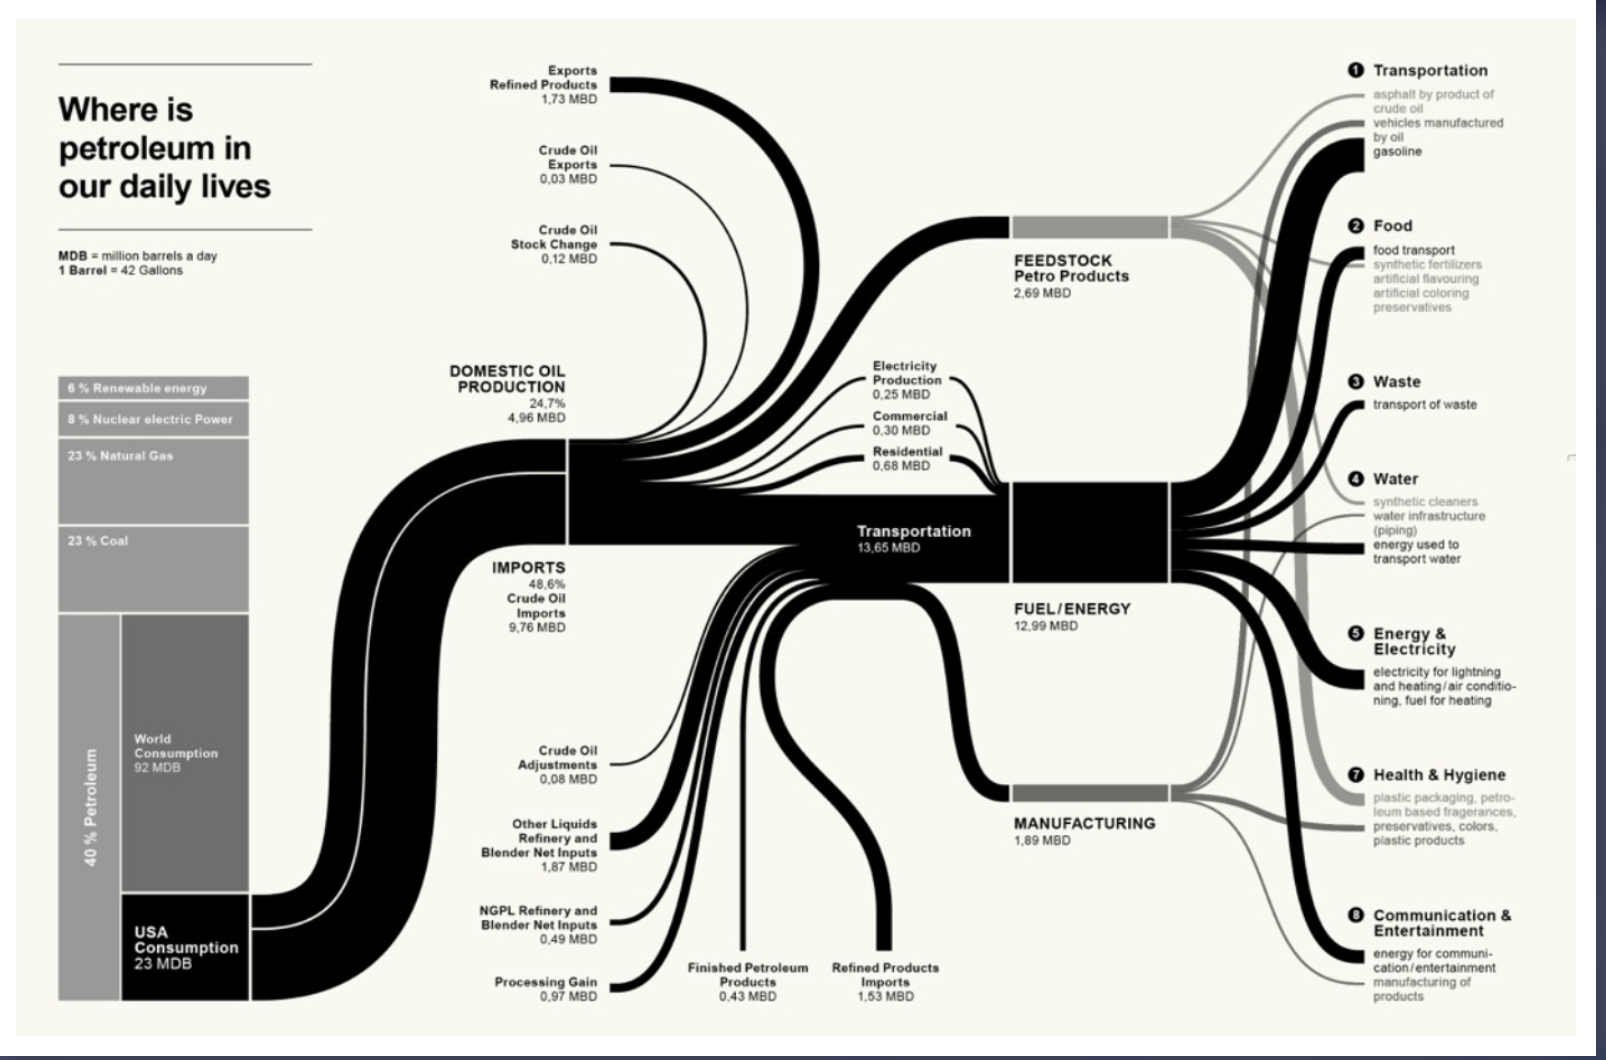 Where is
petroleum in
our daily lives
MDB = million barrels a day
1 Barrel = 42 Gallons
6 % Renewable energy
8 % Nuclear electric Power
23 % Natural Gas
23 % Coal
40 % Petroleum
World
Consumption
92 MDB
USA
Consumption
23 MDB
Exports
Refined Products
1,73 MBD
Crude Oil
Exports
0,03 MBD
Crude Oil
Stock Change
0,12 MBD
DOMESTIC OIL
PRODUCTION
24,7%
4,96 MBD
IMPORTS
48,6%
Crude Oil
Imports
9,76 MBD
Crude Oil
Adjustments
0,08 MBD
Other Liquids
Refinery and
Blender Net Inputs
1,87 MBD
NGPL Refinery and
Blender Net Inputs
0,49 MBD
Processing Gain
0,97 MBD
Finished Petroleum
Products
0,43 MBD
Refined Products
Imports
1,53 MBD
Electricity
Production
0,25 MBD
Commercial
0,30 MBD
Residential
0,68 MBD
Transportation
13,65 MBD
FEEDSTOCK
Petro Products
2,69 MBD
FUEL/ENERGY
12,99 MBD
MANUFACTURING
1,89 MBD
1 Transportation
asphalt by product of
crude oil
vehicles manufactured
by oil
gasoline
2 Food
food transport
synthetic fertilizers
artificial flavouring
artificial coloring
preservatives
3 Waste
transport of waste
4 Water
synthetic cleaners
water infrastructure
(piping)
energy used to
transport water
5 Energy &
Electricity
electricity for lightning
and heating/air conditio-
ning, fuel for heating
7 Health & Hygiene
plastic packaging, petro-
leum based fragerances,
preservatives, colors,
plastic products
8 Communication &
Entertainment
energy for communi-
cation/entertainment
manufacturing of
products